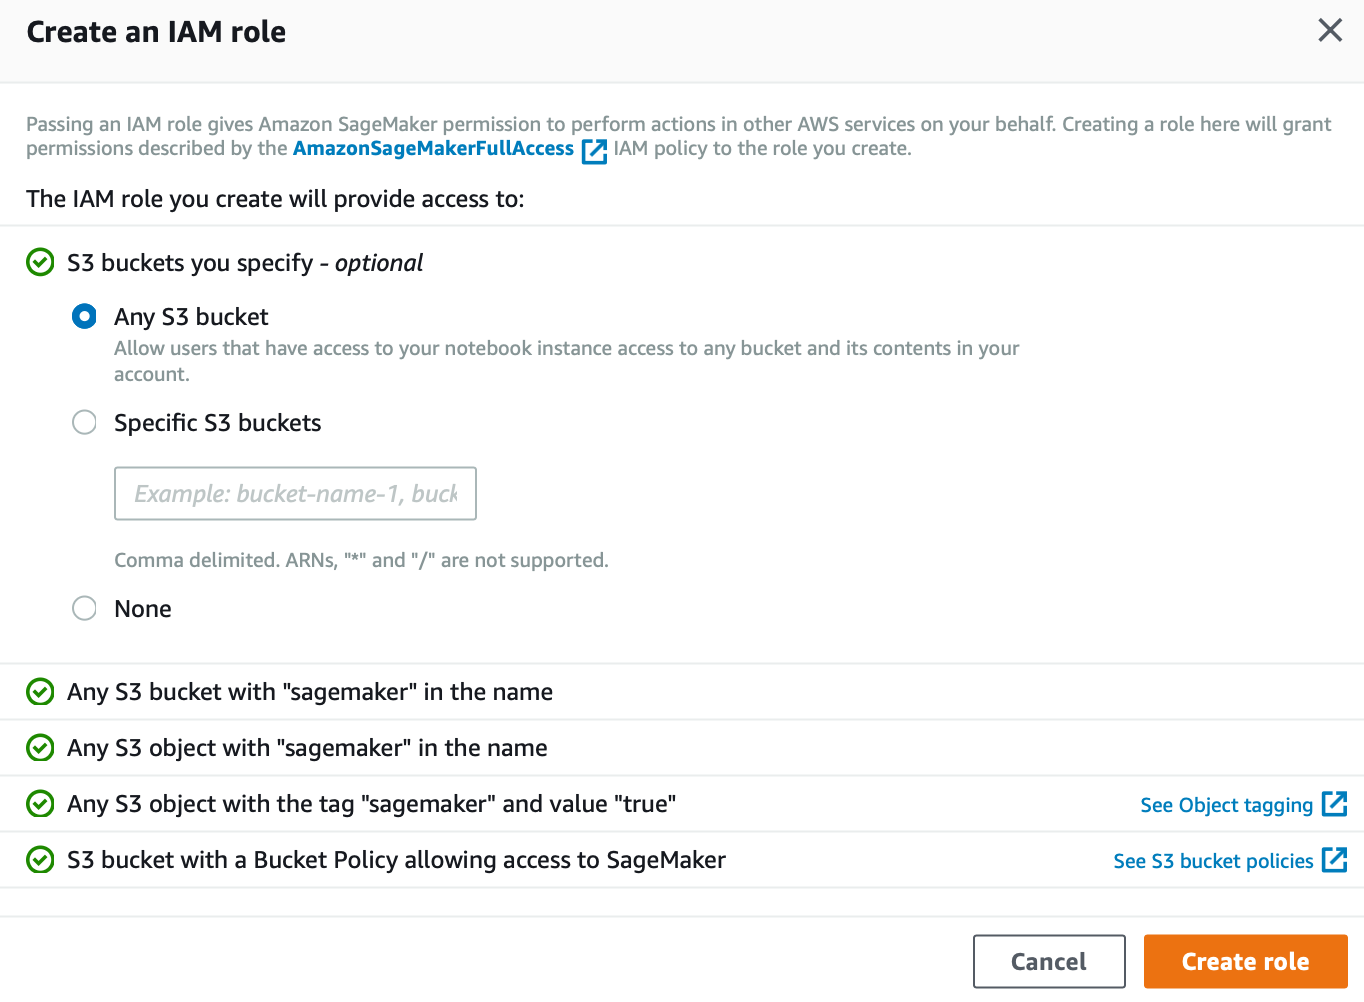 Create an IAM role
Passing an IAM role gives Amazon SageMaker permission to perform actions in other AWS services on your behalf. Creating a role here will grant
permissions described by the AmazonSageMakerFullAccess IAM policy to the role you create.
The IAM role you create will provide access to:
S3 buckets you specify - optional
Any S3 bucket
Allow users that have access to your notebook instance access to any bucket and its contents in your
account.
Specific S3 buckets
Example: bucket-name-1, buck
Comma delimited. ARNs, "*" and "/" are not supported.
None
Any S3 bucket with "sagemaker" in the name
Any S3 object with "sagemaker" in the name
Any S3 object with the tag "sagemaker" and value "true" See Object tagging
S3 bucket with a Bucket Policy allowing access to SageMaker See S3 bucket policies
Cancel Create role